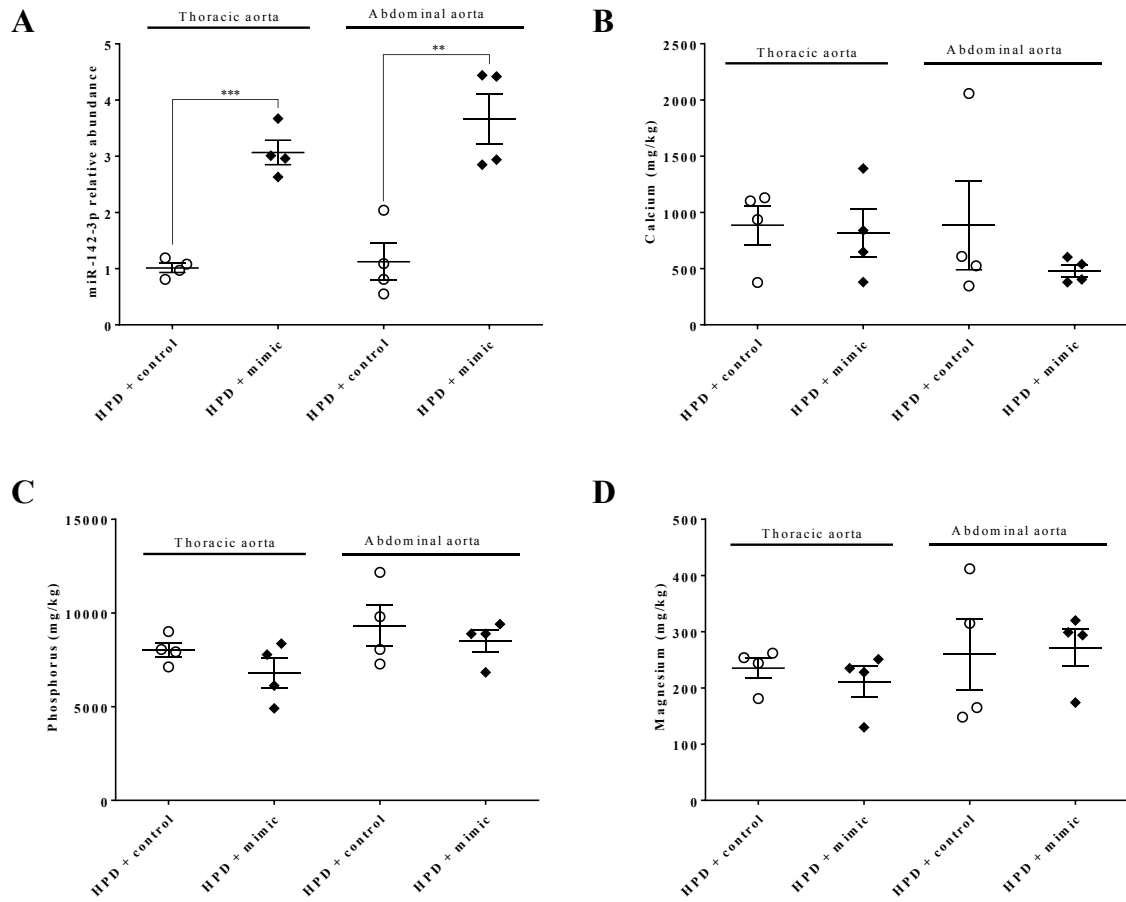 A
Thoracic aorta
Abdominal aorta
miR-142-3p relative abundance
5
4
3
2
1
0
***
**
HPD + control
HPD + mimic
HPD + control
HPD + mimic
B
Thoracic aorta
Abdominal aorta
Calcium (mg/kg)
2500
2000
1500
1000
500
0
HPD + control
HPD + mimic
HPD + control
HPD + mimic
C
Thoracic aorta
Abdominal aorta
Phosphorus (mg/kg)
15000
10000
5000
0
HPD + control
HPD + mimic
HPD + control
HPD + mimic
D
Thoracic aorta
Abdominal aorta
Magnesium (mg/kg)
500
400
300
200
100
0
HPD + control
HPD + mimic
HPD + control
HPD + mimic